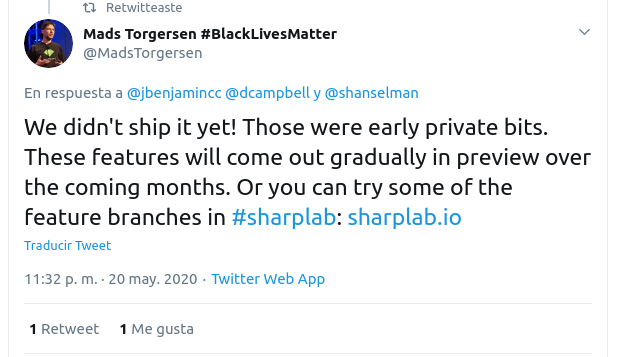 Retwitteaste
Mads Torgersen #BlackLivesMatter
@MadsTorgersen
En respuesta a @jbenjamincc @dcampbell y @shanselman
We didn't ship it yet! Those were early private bits.
These features will come out gradually in preview over
the coming months. Or you can try some of the
feature branches in #sharplab: sharplab.io
Traducir Tweet
11:32 p. m. · 20 may. 2020 · Twitter Web App
1 Retweet 1 Me gusta